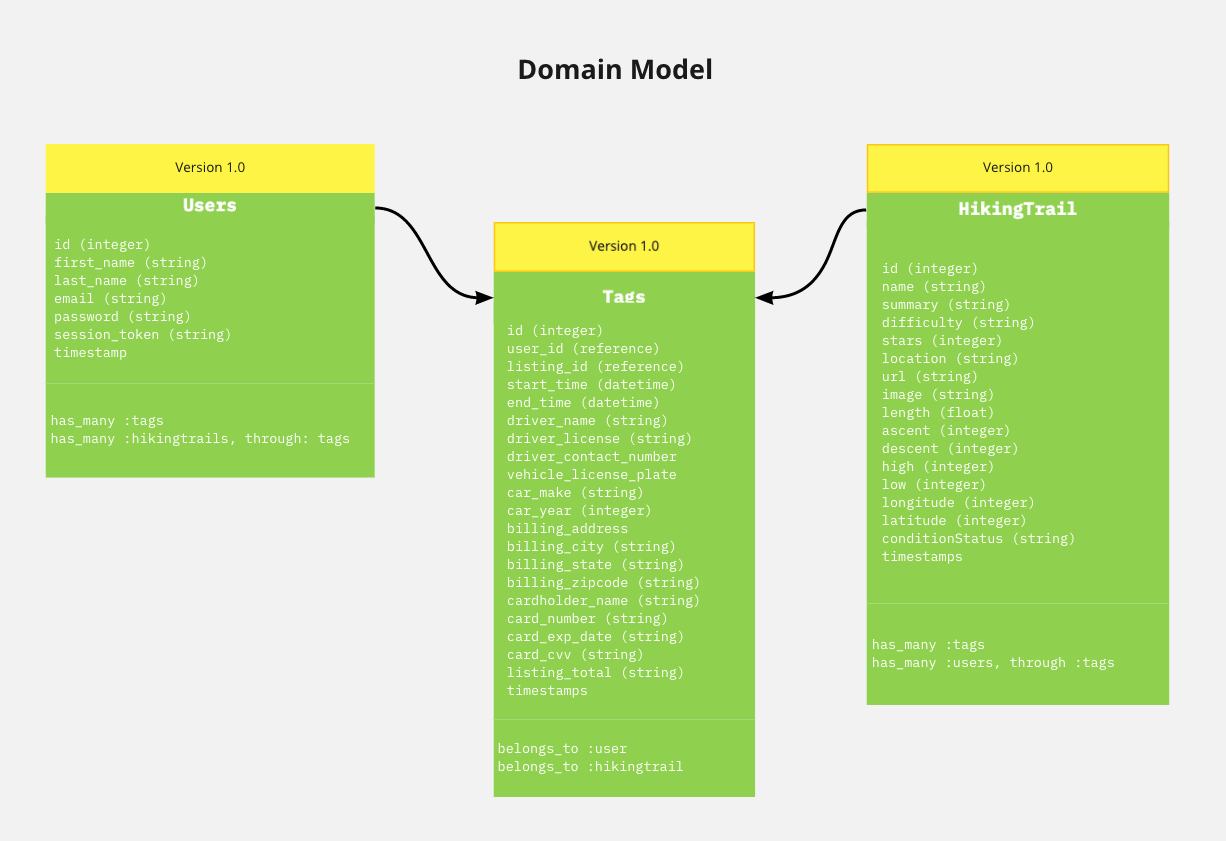 Domain Model
Version 1.0
Users
id (integer)
first_name (string)
last_name (string)
email (string)
password (string)
session_token (string)
timestamp
has_many :tags
has_many :hikingtrails, through: tags
Version 1.0
Tags
id (integer)
user_id (reference)
listing_id (reference)
start_time (datetime)
end_time (datetime)
driver_name (string)
driver_license (string)
driver_contact_number
vehicle_license_plate
car_make (string)
car_year (integer)
billing_address
billing_city (string)
billing_state (string)
billing_zipcode (string)
cardholder_name (string)
card_number (string)
card_exp_date (string)
card_cvv (string)
listing_total (string)
timestamps
belongs_to :user
belongs_to :hikingtrail
Version 1.0
HikingTrail
id (integer)
name (string)
summary (string)
difficulty (string)
stars (integer)
location (string)
url (string)
image (string)
length (float)
ascent (integer)
descent (integer)
high (integer)
low (integer)
longitude (integer)
latitude (integer)
conditionStatus (string)
timestamps
has_many :tags
has_many :users, through :tags